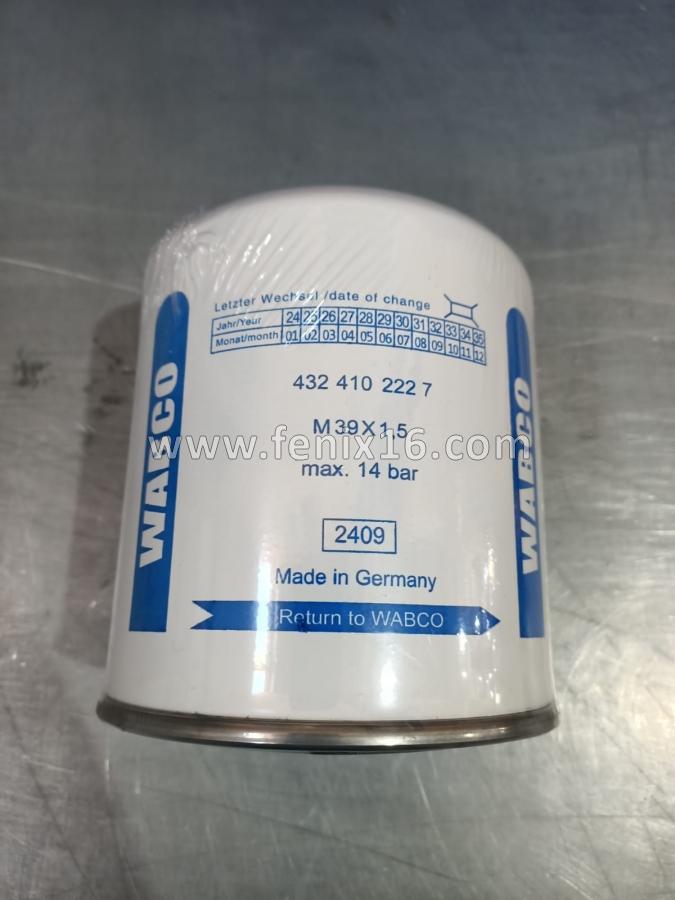 Letzter Wechsel /date of change
Jahr/Year 24 25 26 27 28 29 30 31 32 33 34 35
Monat/month 01 02 03 04 05 06 07 08 09 10 11 12
432 410 222 7
M 39 X 1,5
www.fenix16.com
max. 14 bar
2409
Made in Germany
Return to WABCO
WABCO
WABCO